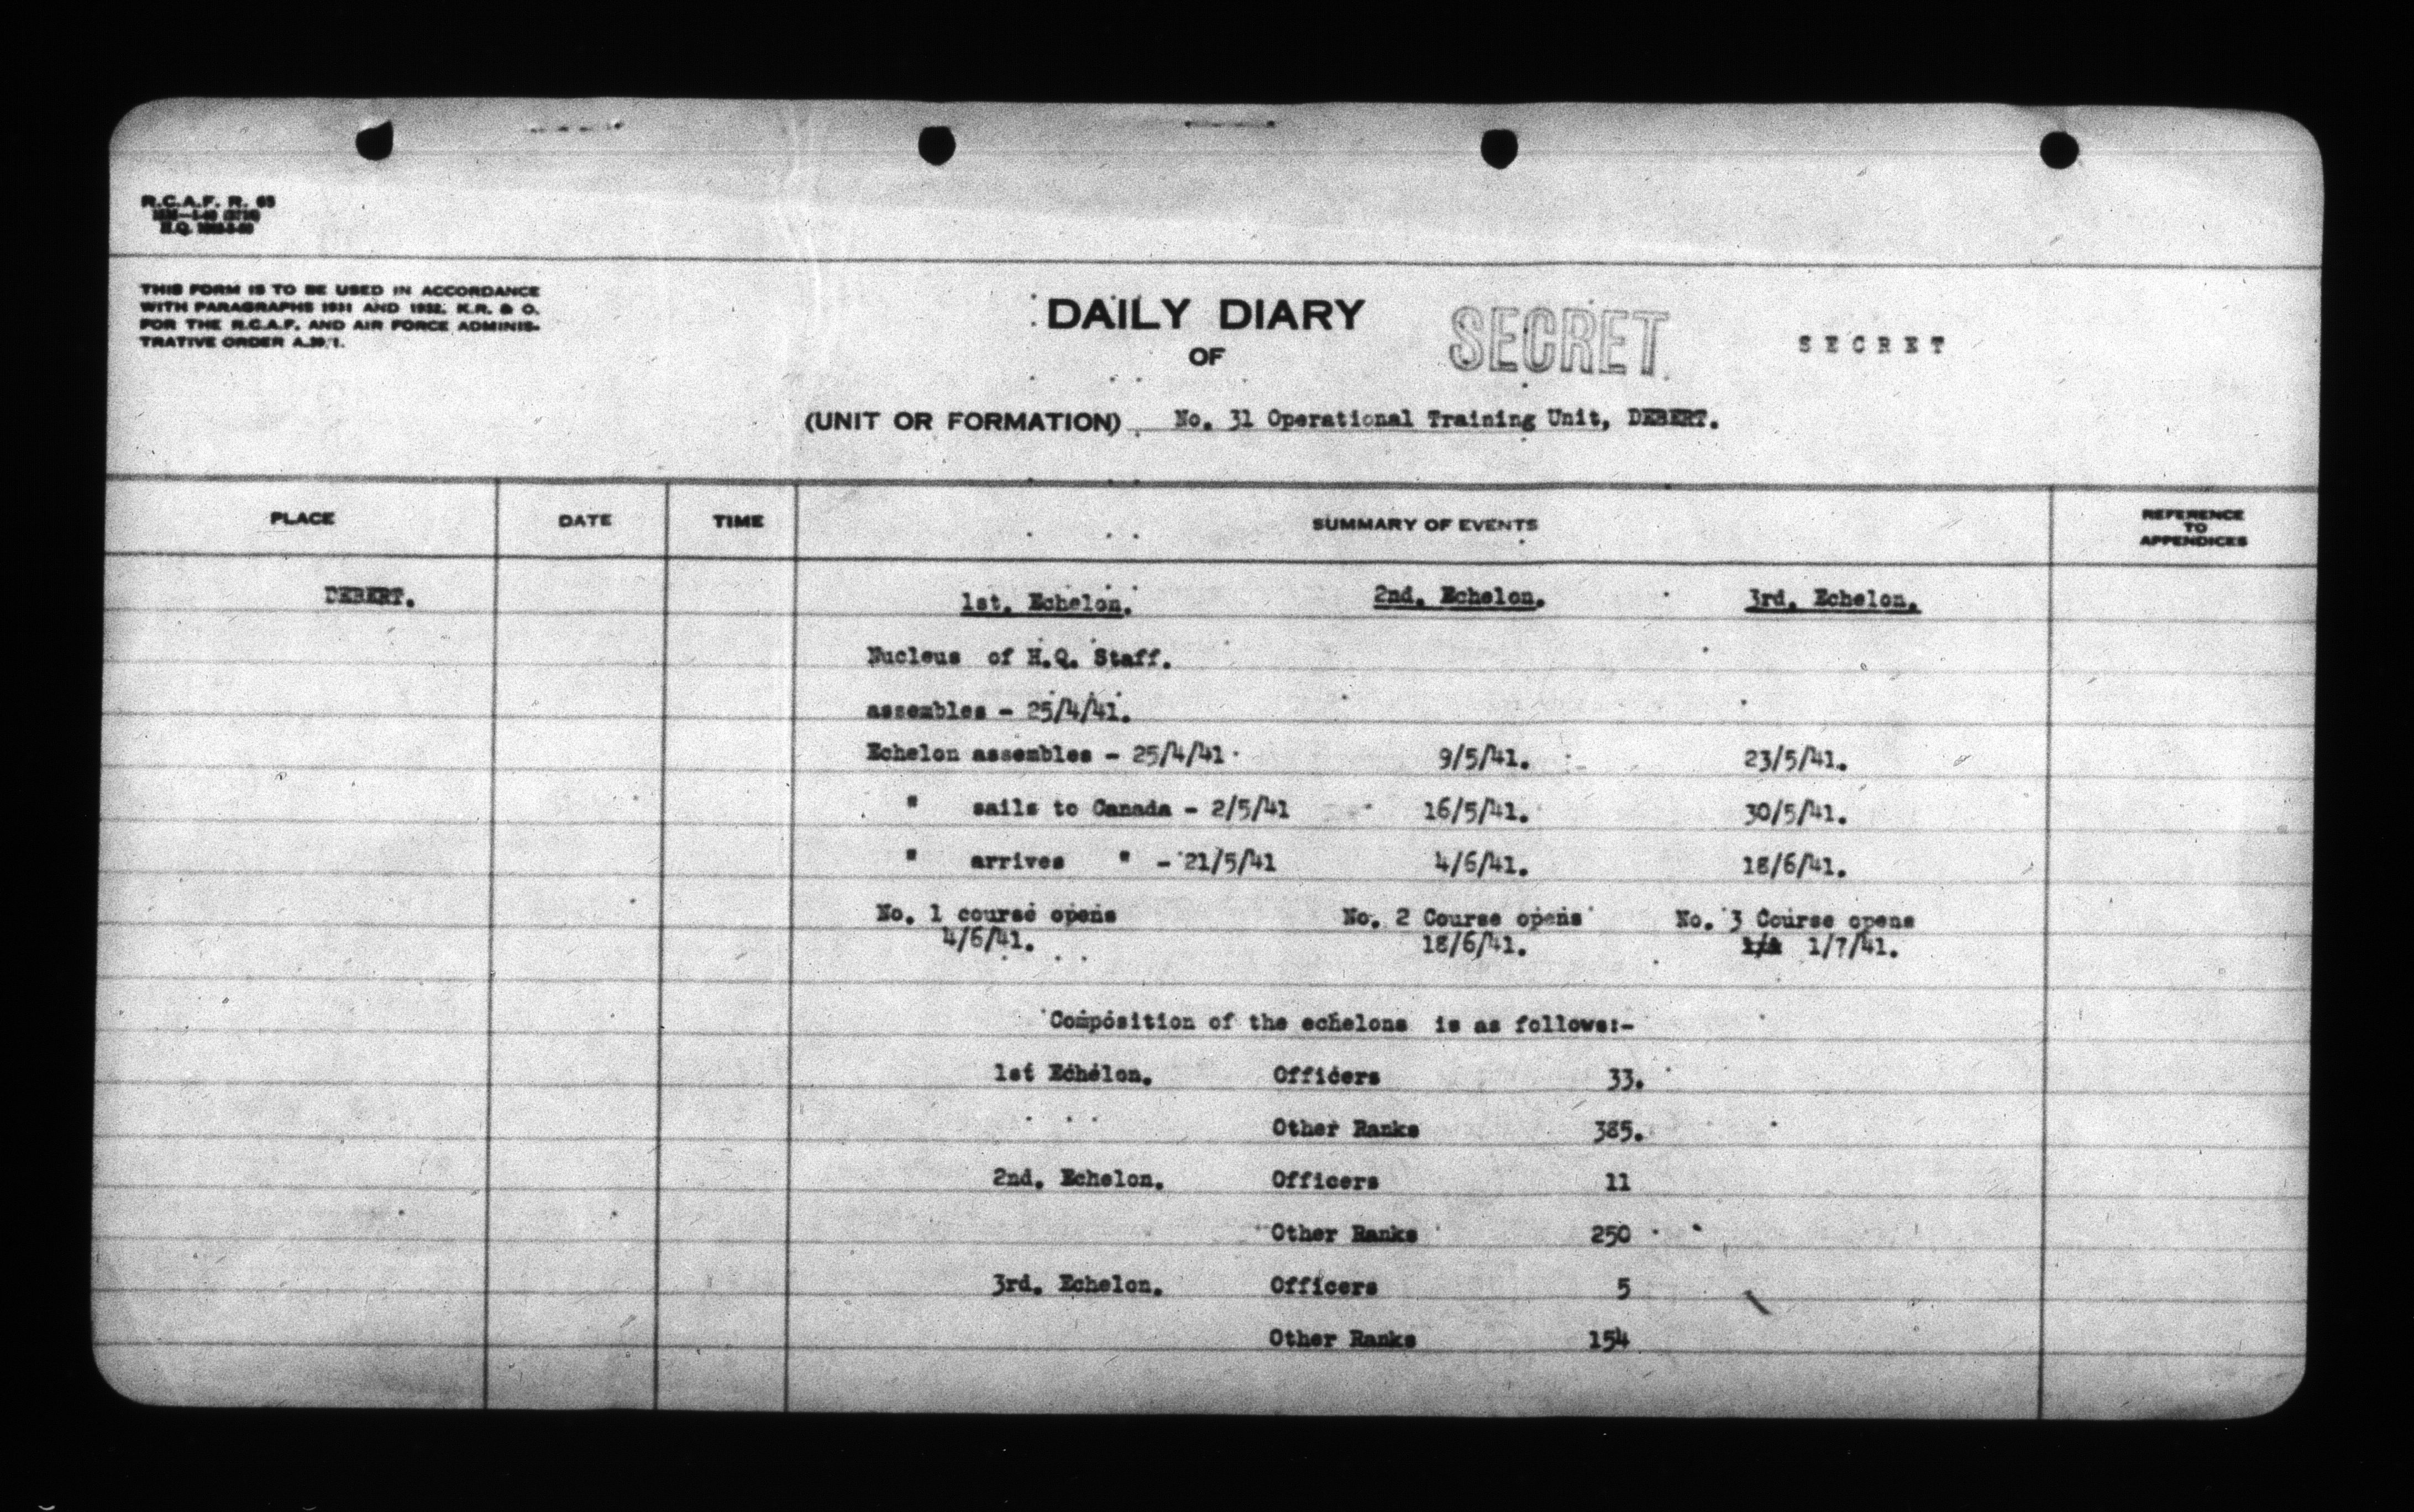 R.C.A.F. R. 65
THIS FORM IS TO BE USED IN ACCORDANCE
WITH PARAGRAPHS 1931 AND 1932, K.R. & O.
FOR THE R.C.A.F. AND AIR FORCE ADMINIS-
TRATIVE ORDER
DAILY DIARY
OF
SECRET
SECRET
(UNIT OR FORMATION) No. 31 Operational Training Unit, DEBERT.
PLACE DATE TIME SUMMARY OF EVENTS REFERENCE TO APPENDICES
DEBERT. 1st. Echelon. 2nd. Echelon. 3rd. Echelon.
Nucleus of H.Q. Staff.
assembles - 25/4/41.
Echelon assembles - 25/4/41 9/5/41. 23/5/41.
" sails to Canada - 2/5/41 16/5/41. 30/5/41.
" arrives " - 21/5/41 4/6/41. 18/6/41.
No. 1 course opens No. 2 Course opens No. 3 Course opens
4/6/41. 18/6/41. 1/7/41.
Composition of the echelons is as follows:-
1st Echelon. Officers 33.
Other Ranks 385.
2nd. Echelon. Officers 11
Other Ranks 250
3rd. Echelon. Officers 5
Other Ranks 154